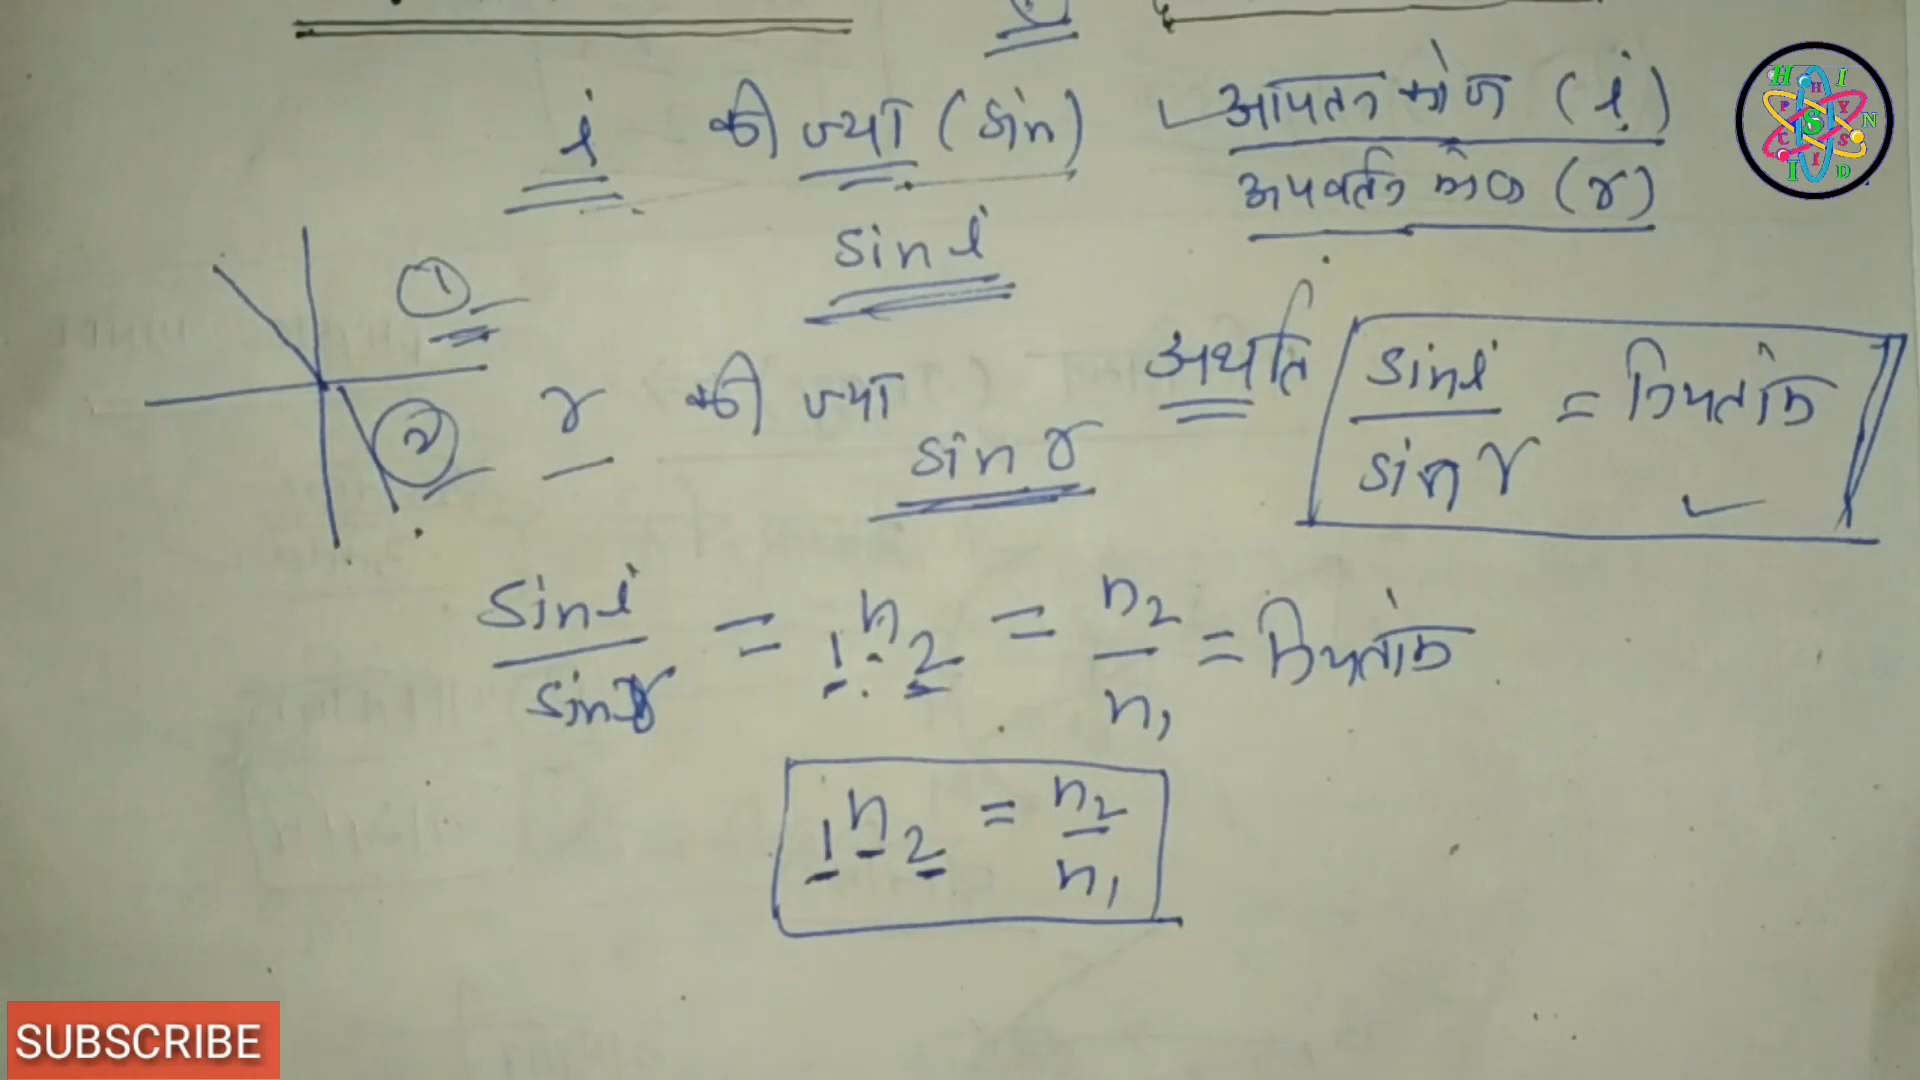 i की ज्या (sin)
आपतन कोण (i)
अपवर्तन कोण (r)
sin i
①
② r की ज्या
sin r
अर्थात sin i / sin r = नियतांक
sin i / sin r = ₁n₂ = n₂ / n₁ = नियतांक
₁n₂ = n₂ / n₁
SUBSCRIBE